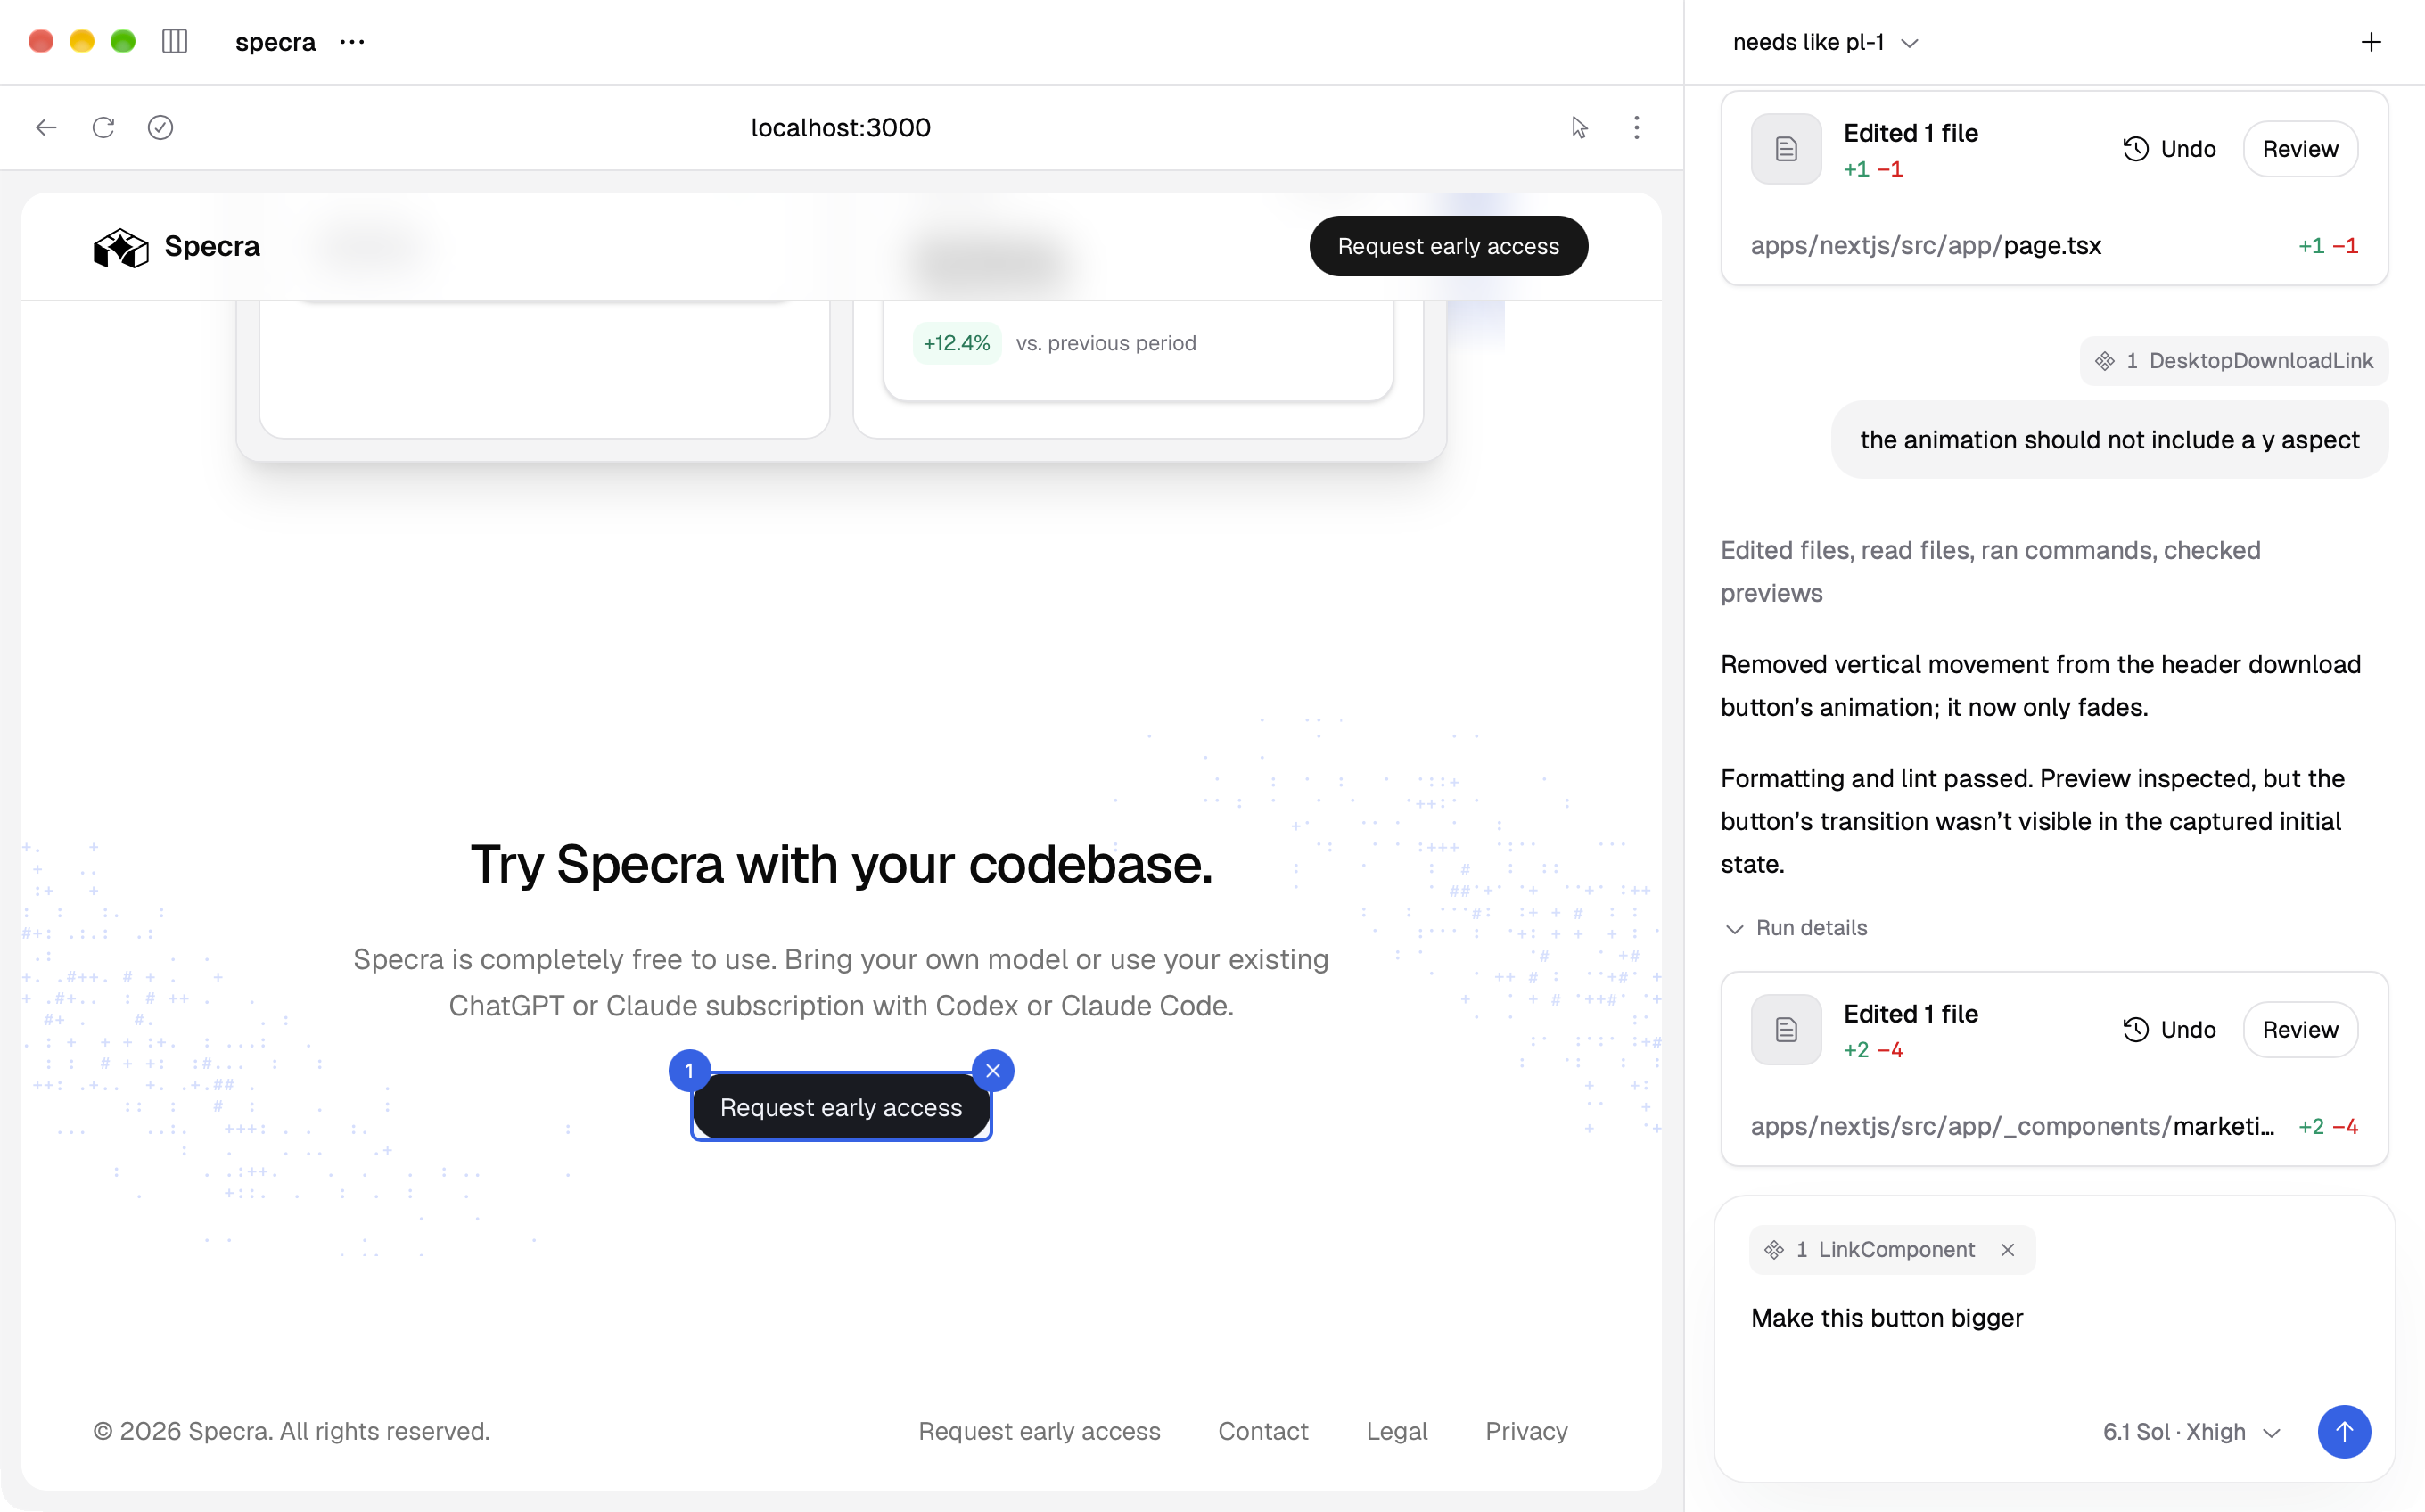 specra
localhost:3000
Specra
Request early access
+12.4% vs. previous period
Try Specra with your codebase.
Specra is completely free to use. Bring your own model or use your existing
ChatGPT or Claude subscription with Codex or Claude Code.
1
Request early access
© 2026 Specra. All rights reserved.
Request early access
Contact
Legal
Privacy
needs like pl-1
Edited 1 file
+1 −1
Undo
Review
apps/nextjs/src/app/page.tsx +1 −1
1 DesktopDownloadLink
the animation should not include a y aspect
Edited files, read files, ran commands, checked
previews
Removed vertical movement from the header download
button’s animation; it now only fades.
Formatting and lint passed. Preview inspected, but the
button’s transition wasn’t visible in the captured initial
state.
Run details
Edited 1 file
+2 −4
Undo
Review
apps/nextjs/src/app/_components/marketi... +2 −4
1 LinkComponent
Make this button bigger
6.1 Sol · Xhigh